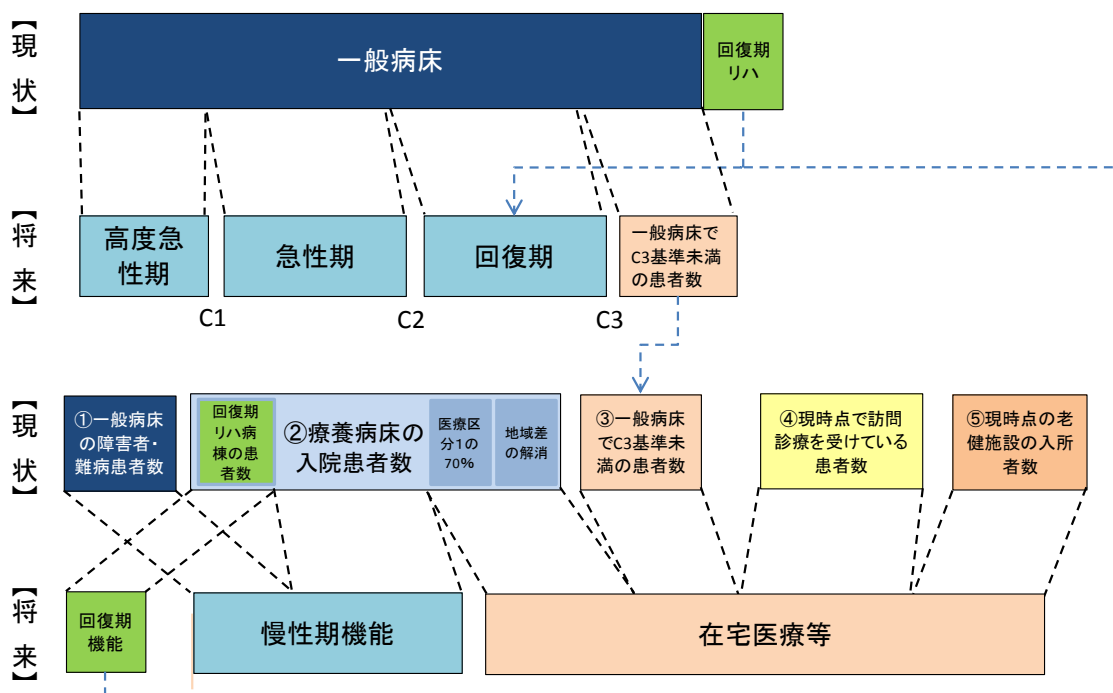 【現状】
一般病床
回復期
リハ
【将来】
高度急
性期
急性期
回復期
一般病床で
C3基準未満
の患者数
C1
C2
C3
【現状】
①一般病床
の障害者・
難病患者数
回復期
リハ病
棟の患
者数
②療養病床の
入院患者数
医療区
分1の
70%
地域差
の解消
③一般病床
でC3基準未
満の患者数
④現時点で訪問
診療を受けている
患者数
⑤現時点の老
健施設の入所
者数
【将来】
回復期
機能
慢性期機能
在宅医療等